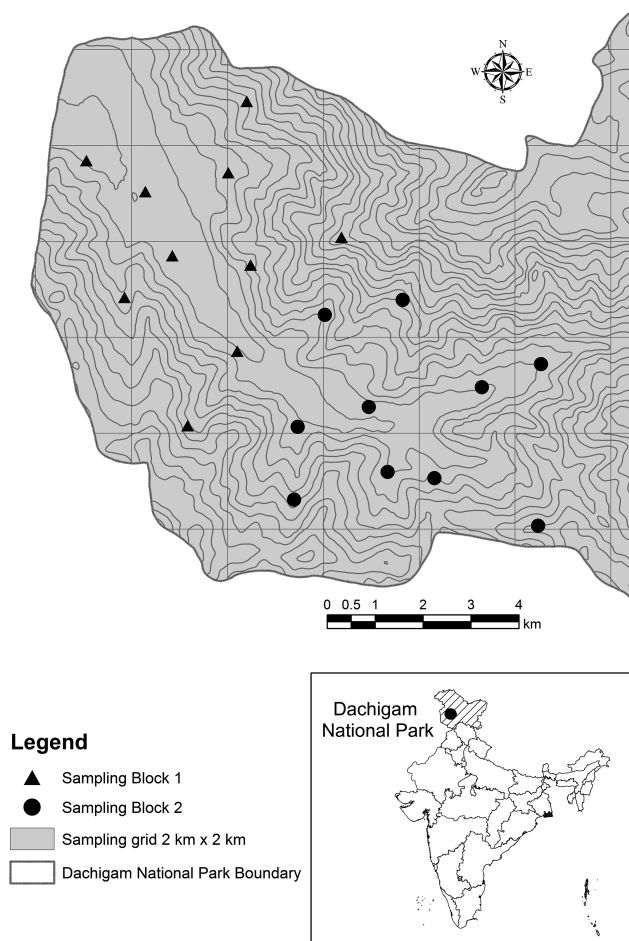 N
W E
S
0 0.5 1 2 3 4
km
Dachigam
National Park
Legend
Sampling Block 1
Sampling Block 2
Sampling grid 2 km x 2 km
Dachigam National Park Boundary